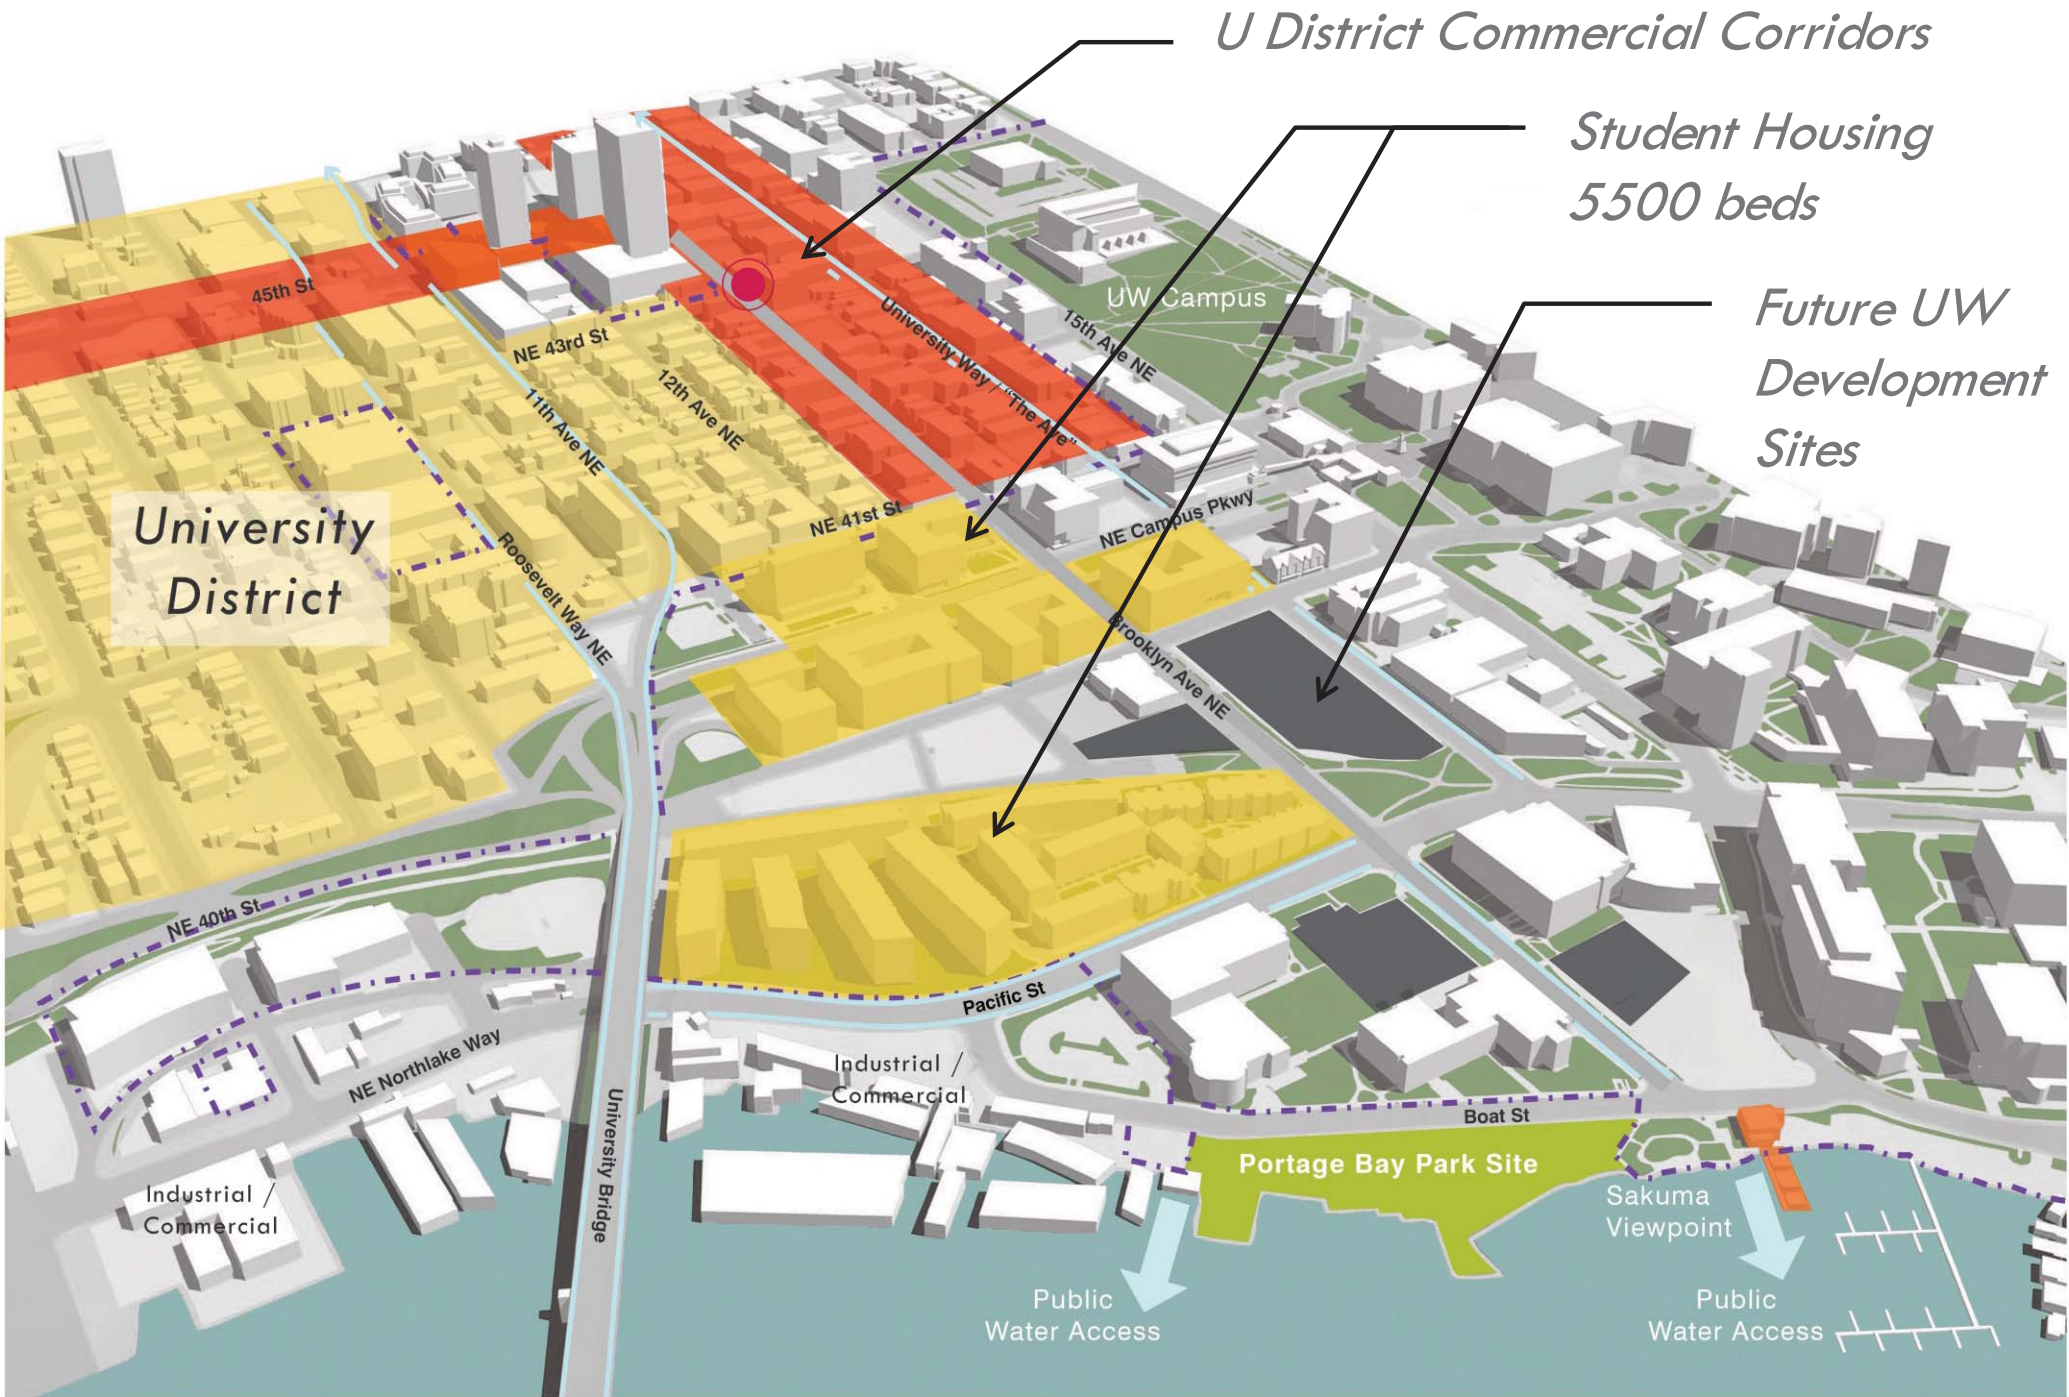 U District Commercial Corridors
Student Housing
5500 beds
Future UW
Development
Sites
45th St
UW Campus
NE 43rd St
University Way / "The Ave"
15th Ave NE
12th Ave NE
11th Ave NE
University
District
NE 41st St
NE Campus Pkwy
Roosevelt Way NE
Brooklyn Ave NE
NE 40th St
Pacific St
NE Northlake Way
Industrial /
Commercial
Boat St
University Bridge
Portage Bay Park Site
Industrial /
Commercial
Sakuma
Viewpoint
Public
Water Access
Public
Water Access